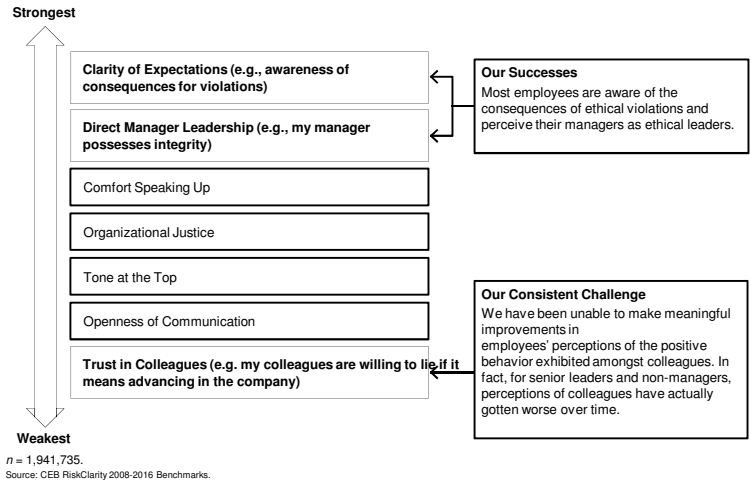 Strongest
Clarity of Expectations (e.g., awareness of
consequences for violations)
Direct Manager Leadership (e.g., my manager
possesses integrity)
Comfort Speaking Up
Organizational Justice
Tone at the Top
Openness of Communication
Trust in Colleagues (e.g. my colleagues are willing to lie if it
means advancing in the company)
Weakest
Our Successes
Most employees are aware of the
consequences of ethical violations and
perceive their managers as ethical leaders.
Our Consistent Challenge
We have been unable to make meaningful
improvements in
employees' perceptions of the positive
behavior exhibited amongst colleagues. In
fact, for senior leaders and non-managers,
perceptions of colleagues have actually
gotten worse over time.
n = 1,941,735.
Source: CEB RiskClarity 2008-2016 Benchmarks.